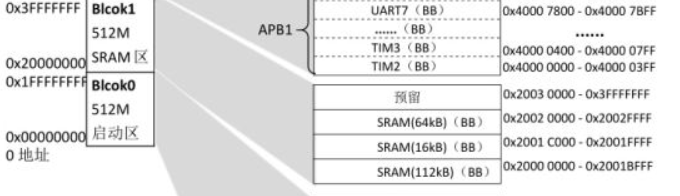 0x3FFFFFFF
Blcok1
512M
SRAM 区
0x20000000
0x1FFFFFFFF
Blcok0
512M
启动区
0x00000000
0 地址
APB1
UART7（BB） 0x4000 7800 - 0x4000 7BFF
……（BB） ……
TIM3（BB） 0x4000 0400 - 0x4000 07FF
TIM2（BB） 0x4000 0000 - 0x4000 03FF
预留 0x2003 0000 - 0x3FFFFFFF
SRAM(64kB)（BB） 0x2002 0000 - 0x2002FFFF
SRAM(16kB)（BB） 0x2001 C000 - 0x2001FFFF
SRAM(112kB)（BB） 0x2000 0000 - 0x2001BFFF